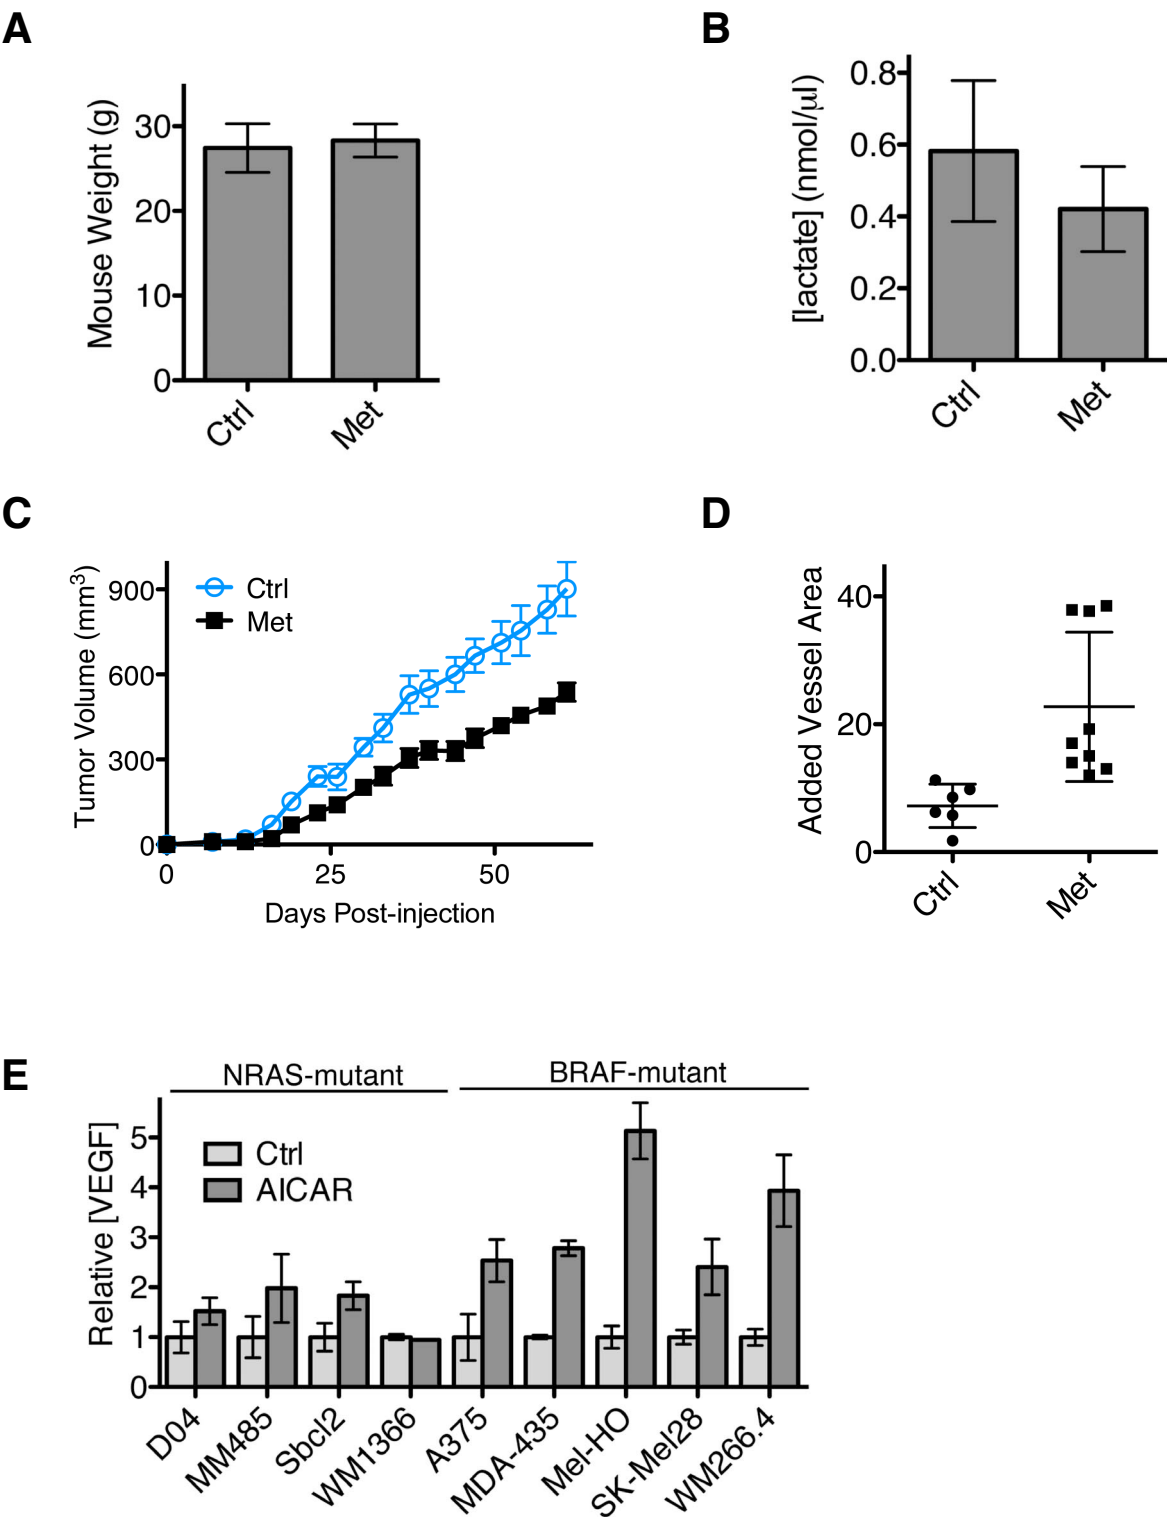 A
Mouse Weight (g)
30
20
10
0
Ctrl
Met
B
[lactate] (nmol/µl)
0.8
0.6
0.4
0.2
0.0
Ctrl
Met
C
Tumor Volume (mm³)
900
600
300
0
Ctrl
Met
0
25
50
Days Post-injection
D
Added Vessel Area
40
20
0
Ctrl
Met
E
NRAS-mutant
BRAF-mutant
Relative [VEGF]
5
4
3
2
1
0
Ctrl
AICAR
D04
MM485
Sbcl2
WM1366
A375
MDA-435
Mel-HO
SK-Mel28
WM266.4